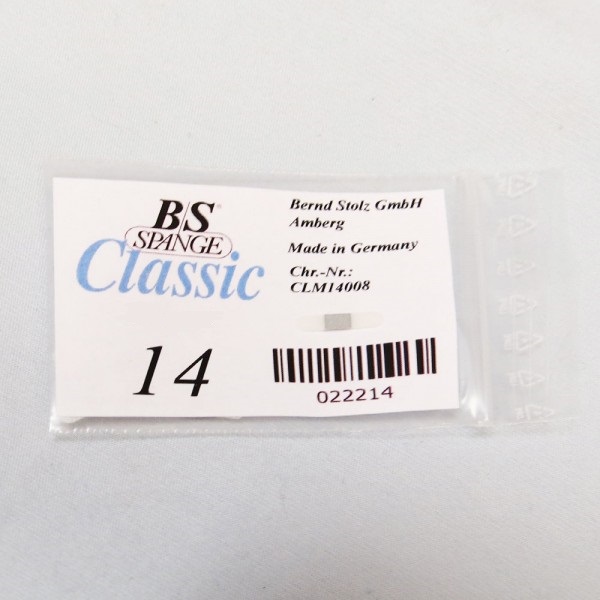 B/S®
SPANGE
Classic
14
Bernd Stolz GmbH
Amberg
Made in Germany
Chr.-Nr.:
CLM14008
022214